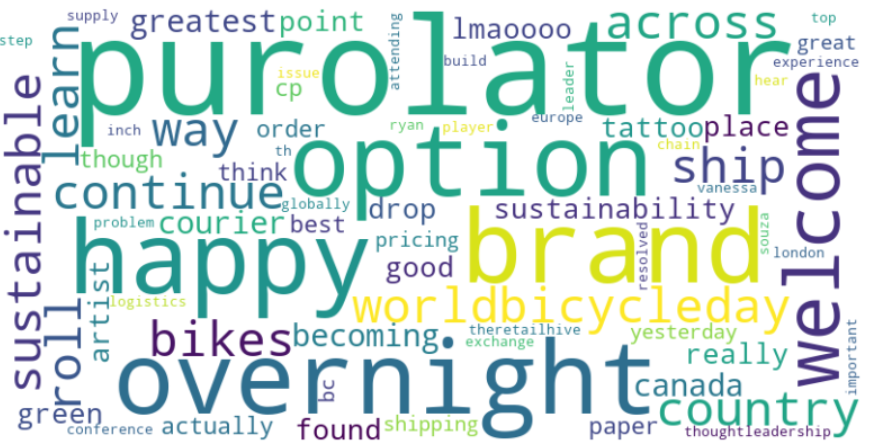 supply
greatest
point
attending
lmaoooo
across
top
step
learn
purolator
build
great
experience
issue
cp
leader
hear
sustainable
inch
way
order
ryan
player
europe
tattoo
place
welcome
though
think
th
option
chain
ship
continue
globally
vanessa
problem
courier
best
drop
sustainability
happy
pricing
brand
resolved
souza
london
good
artist
logistics
roll
worldbicycleday
bikes
becoming
theretailhive
exchange
yesterday
really
important
overnight
bc
canada
country
green
conference
actually
found
shipping
paper
thoughtleadership